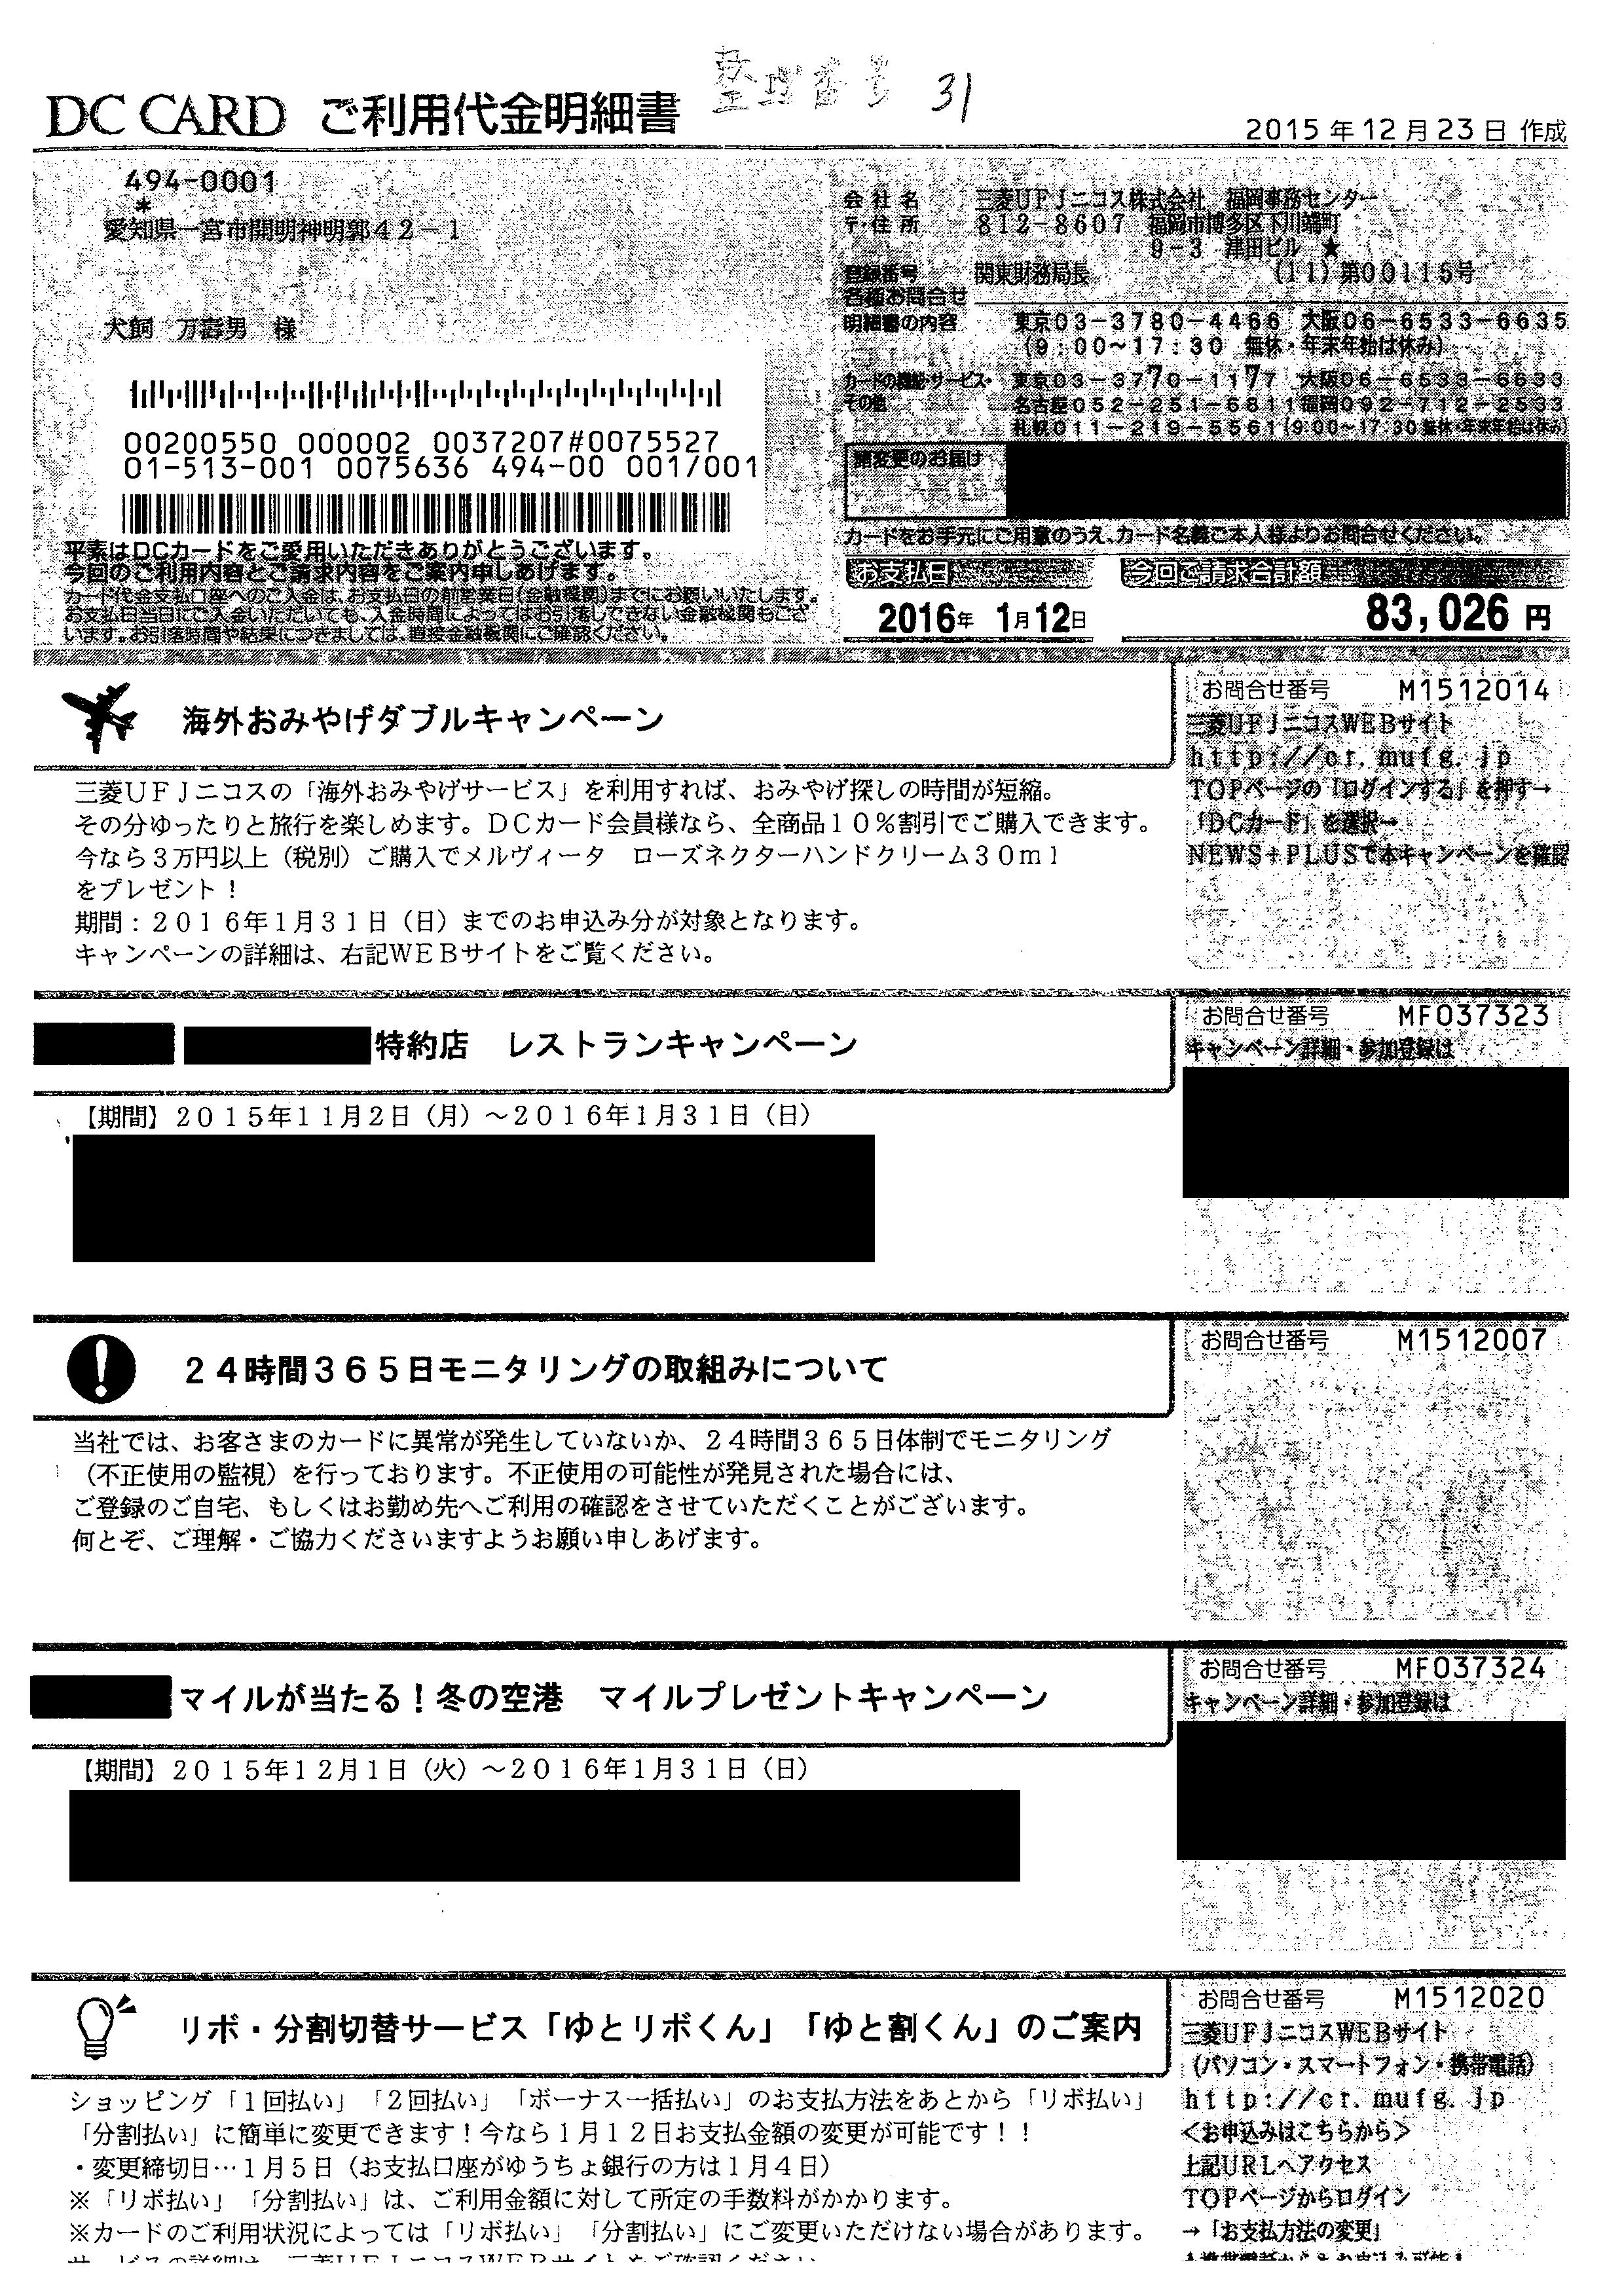 整理番号 31
DC CARD ご利用代金明細書
2015年12月23日 作成
494-0001
*
愛知県一宮市開明神明郭42-1
犬飼 万壽男 様
00200550 000002 0037207#0075527
01-513-001 0075636 494-00 001/001
平素はDCカードをご愛用いただきありがとうございます。
今回のご利用内容とご請求内容をご案内申しあげます。
カード代金支払口座へのご入金は、お支払日の前営業日(金融機関)までにお願いいたします。
お支払日当日にご入金いただいても、入金時間によってはお引落しできない金融機関もござ
います。お引落時間や結果につきましては、直接金融機関にご確認ください。
会社名 三菱UFJニコス株式会社 福岡事務センター
〒・住所 812-8607 福岡市博多区下川端町
9-3 津田ビル ★
登録番号 関東財務局長 (11)第00115号
各種お問合せ
明細書の内容 東京03-3780-4466 大阪06-6533-6635
(9:00~17:30 無休・年末年始は休み)
カードの機能・サービス・ 東京03-3770-1177 大阪06-6533-6633
その他 名古屋052-251-6811 福岡092-712-2533
札幌011-219-5561(9:00~17:30 無休・年末年始は休み)
諸変更のお届け
カードをお手元にご用意のうえ、カード名義ご本人様よりお問合せください。
お支払日 今回ご請求合計額
2016年 1月12日 83,026 円
海外おみやげダブルキャンペーン
三菱UFJニコスの「海外おみやげサービス」を利用すれば、おみやげ探しの時間が短縮。
その分ゆったりと旅行を楽しめます。DCカード会員様なら、全商品10%割引でご購入できます。
今なら3万円以上(税別)ご購入でメルヴィータ ローズネクターハンドクリーム30ml
をプレゼント!
期間:2016年1月31日(日)までのお申込み分が対象となります。
キャンペーンの詳細は、右記WEBサイトをご覧ください。
お問合せ番号 M1512014
三菱UFJニコスWEBサイト
http://cr.mufg.jp
TOPページの「ログインする」を押す→
「DCカード」を選択→
NEWS+PLUSで本キャンペーンを確認
特約店 レストランキャンペーン
【期間】2015年11月2日(月)~2016年1月31日(日)
お問合せ番号 MF037323
キャンペーン詳細・参加登録は
24時間365日モニタリングの取組みについて
当社では、お客さまのカードに異常が発生していないか、24時間365日体制でモニタリング
(不正使用の監視)を行っております。不正使用の可能性が発見された場合には、
ご登録のご自宅、もしくはお勤め先へご利用の確認をさせていただくことがございます。
何とぞ、ご理解・ご協力くださいますようお願い申しあげます。
お問合せ番号 M1512007
マイルが当たる!冬の空港 マイルプレゼントキャンペーン
【期間】2015年12月1日(火)~2016年1月31日(日)
お問合せ番号 MF037324
キャンペーン詳細・参加登録は
リボ・分割切替サービス「ゆとリボくん」「ゆと割くん」のご案内
ショッピング「1回払い」「2回払い」「ボーナス一括払い」のお支払方法をあとから「リボ払い」
「分割払い」に簡単に変更できます!今なら1月12日お支払金額の変更が可能です!!
・変更締切日…1月5日(お支払口座がゆうちょ銀行の方は1月4日)
※「リボ払い」「分割払い」は、ご利用金額に対して所定の手数料がかかります。
※カードのご利用状況によっては「リボ払い」「分割払い」にご変更いただけない場合があります。
サービスの詳細は、三菱UFJニコスWEBサイトをご確認ください。
お問合せ番号 M1512020
三菱UFJニコスWEBサイト
(パソコン・スマートフォン・携帯電話)
http://cr.mufg.jp
<お申込みはこちらから>
上記URLへアクセス
TOPページからログイン
→「お支払方法の変更」